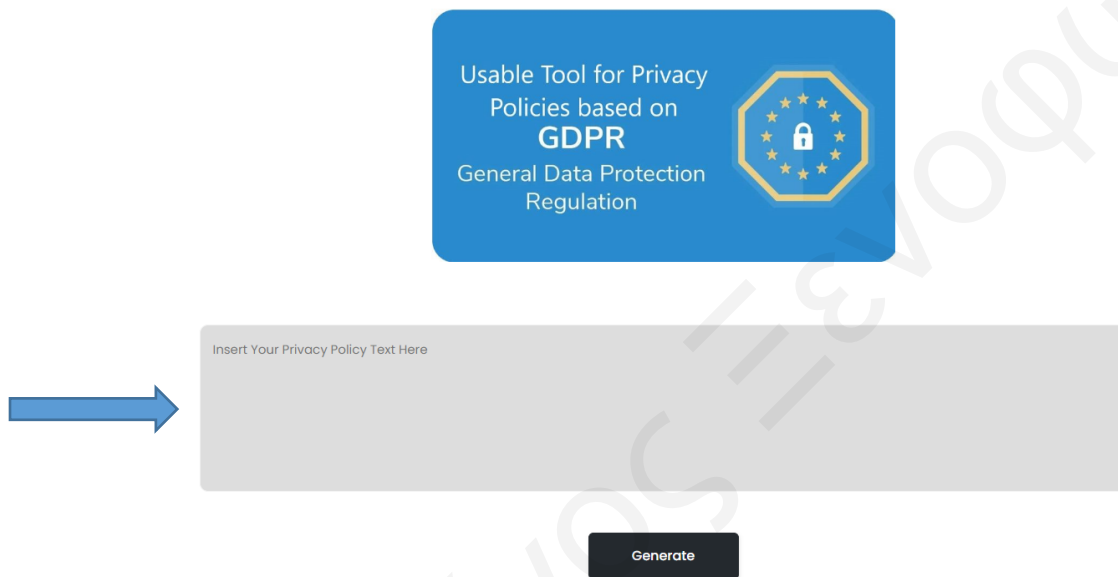 Usable Tool for Privacy
Policies based on
GDPR
General Data Protection
Regulation
Insert Your Privacy Policy Text Here
Generate